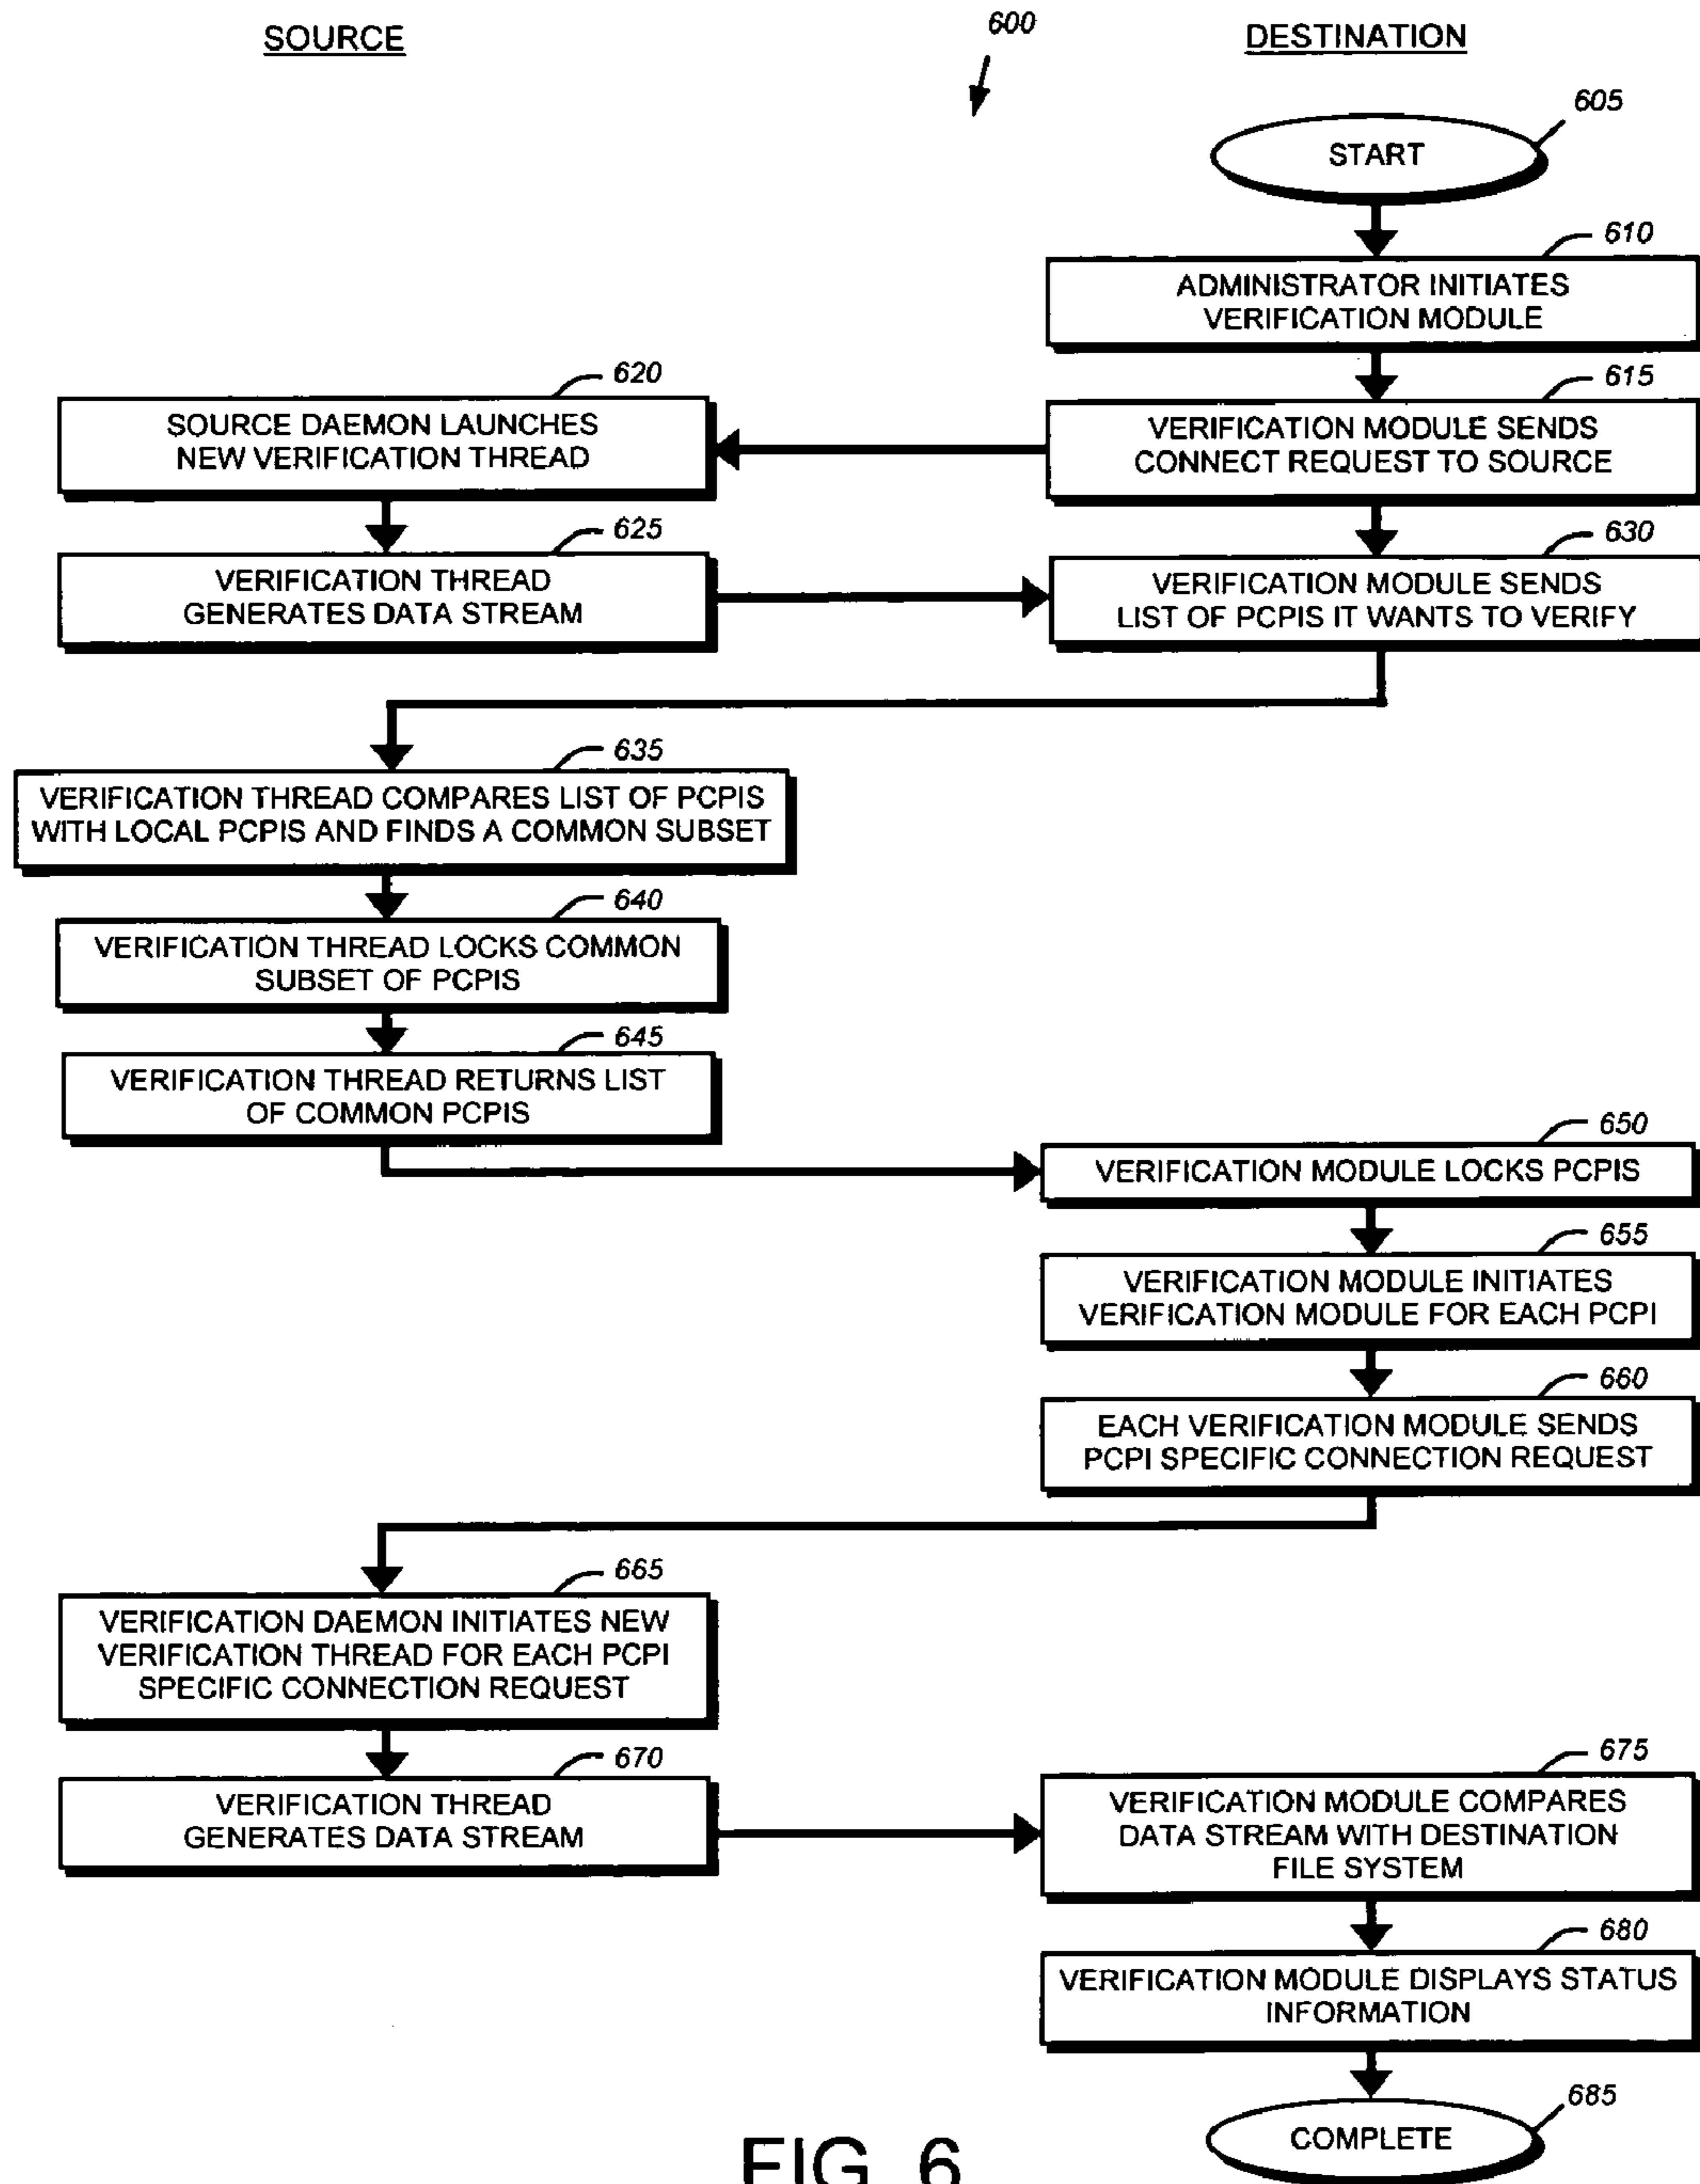 SOURCE
600
DESTINATION
605
START
610
ADMINISTRATOR INITIATES
VERIFICATION MODULE
620
SOURCE DAEMON LAUNCHES
NEW VERIFICATION THREAD
615
VERIFICATION MODULE SENDS
CONNECT REQUEST TO SOURCE
625
VERIFICATION THREAD
GENERATES DATA STREAM
630
VERIFICATION MODULE SENDS
LIST OF PCPIS IT WANTS TO VERIFY
635
VERIFICATION THREAD COMPARES LIST OF PCPIS
WITH LOCAL PCPIS AND FINDS A COMMON SUBSET
640
VERIFICATION THREAD LOCKS COMMON
SUBSET OF PCPIS
645
VERIFICATION THREAD RETURNS LIST
OF COMMON PCPIS
650
VERIFICATION MODULE LOCKS PCPIS
655
VERIFICATION MODULE INITIATES
VERIFICATION MODULE FOR EACH PCPI
660
EACH VERIFICATION MODULE SENDS
PCPI SPECIFIC CONNECTION REQUEST
665
VERIFICATION DAEMON INITIATES NEW
VERIFICATION THREAD FOR EACH PCPI
SPECIFIC CONNECTION REQUEST
670
VERIFICATION THREAD
GENERATES DATA STREAM
675
VERIFICATION MODULE COMPARES
DATA STREAM WITH DESTINATION
FILE SYSTEM
680
VERIFICATION MODULE DISPLAYS STATUS
INFORMATION
685
COMPLETE
FIG. 6